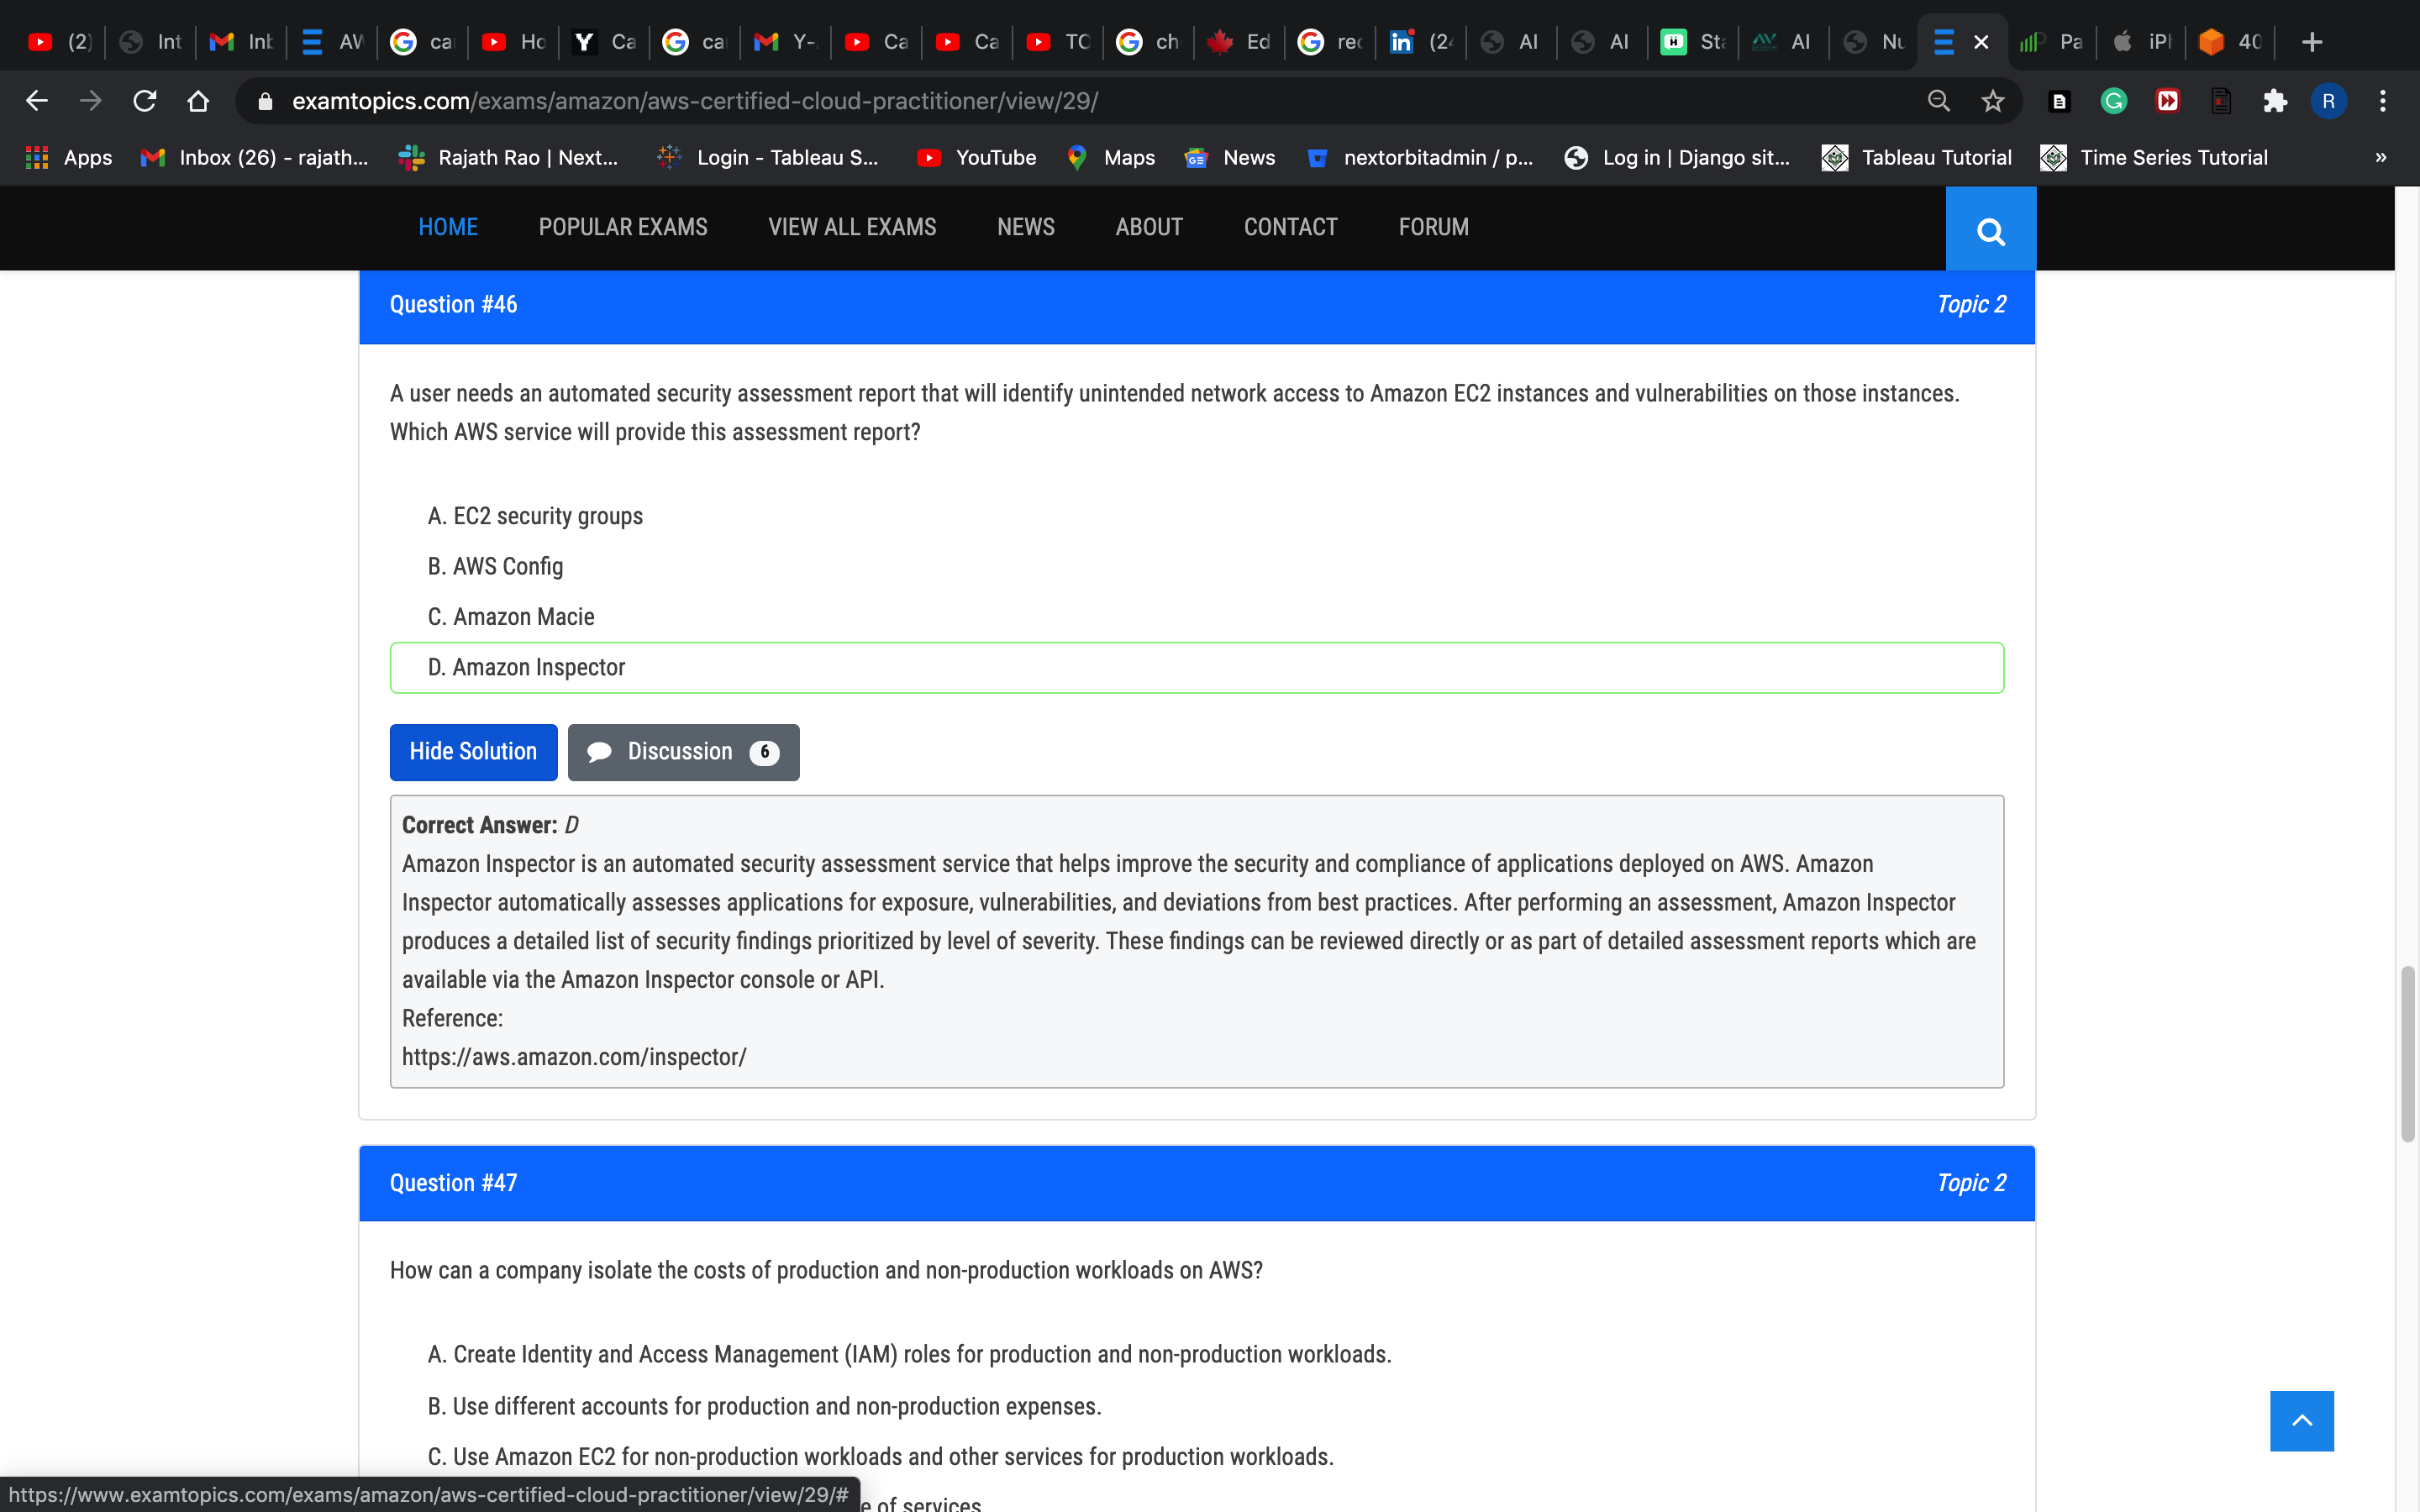 (2) Int Inb AW ca Ho Ca ca Y- Ca Ca TO ch Ed rec (24 AI AI Sta AI Nu Pa iPh 40
examtopics.com/exams/amazon/aws-certified-cloud-practitioner/view/29/
R
Apps Inbox (26) - rajath... Rajath Rao | Next... Login - Tableau S... YouTube Maps News nextorbitadmin / p... Log in | Django sit... Tableau Tutorial Time Series Tutorial »
HOME POPULAR EXAMS VIEW ALL EXAMS NEWS ABOUT CONTACT FORUM
Question #46 Topic 2
A user needs an automated security assessment report that will identify unintended network access to Amazon EC2 instances and vulnerabilities on those instances.
Which AWS service will provide this assessment report?
A. EC2 security groups
B. AWS Config
C. Amazon Macie
D. Amazon Inspector
Hide Solution Discussion 6
Correct Answer: D
Amazon Inspector is an automated security assessment service that helps improve the security and compliance of applications deployed on AWS. Amazon
Inspector automatically assesses applications for exposure, vulnerabilities, and deviations from best practices. After performing an assessment, Amazon Inspector
produces a detailed list of security findings prioritized by level of severity. These findings can be reviewed directly or as part of detailed assessment reports which are
available via the Amazon Inspector console or API.
Reference:
https://aws.amazon.com/inspector/
Question #47 Topic 2
How can a company isolate the costs of production and non-production workloads on AWS?
A. Create Identity and Access Management (IAM) roles for production and non-production workloads.
B. Use different accounts for production and non-production expenses.
C. Use Amazon EC2 for non-production workloads and other services for production workloads.
https://www.examtopics.com/exams/amazon/aws-certified-cloud-practitioner/view/29/# e of services